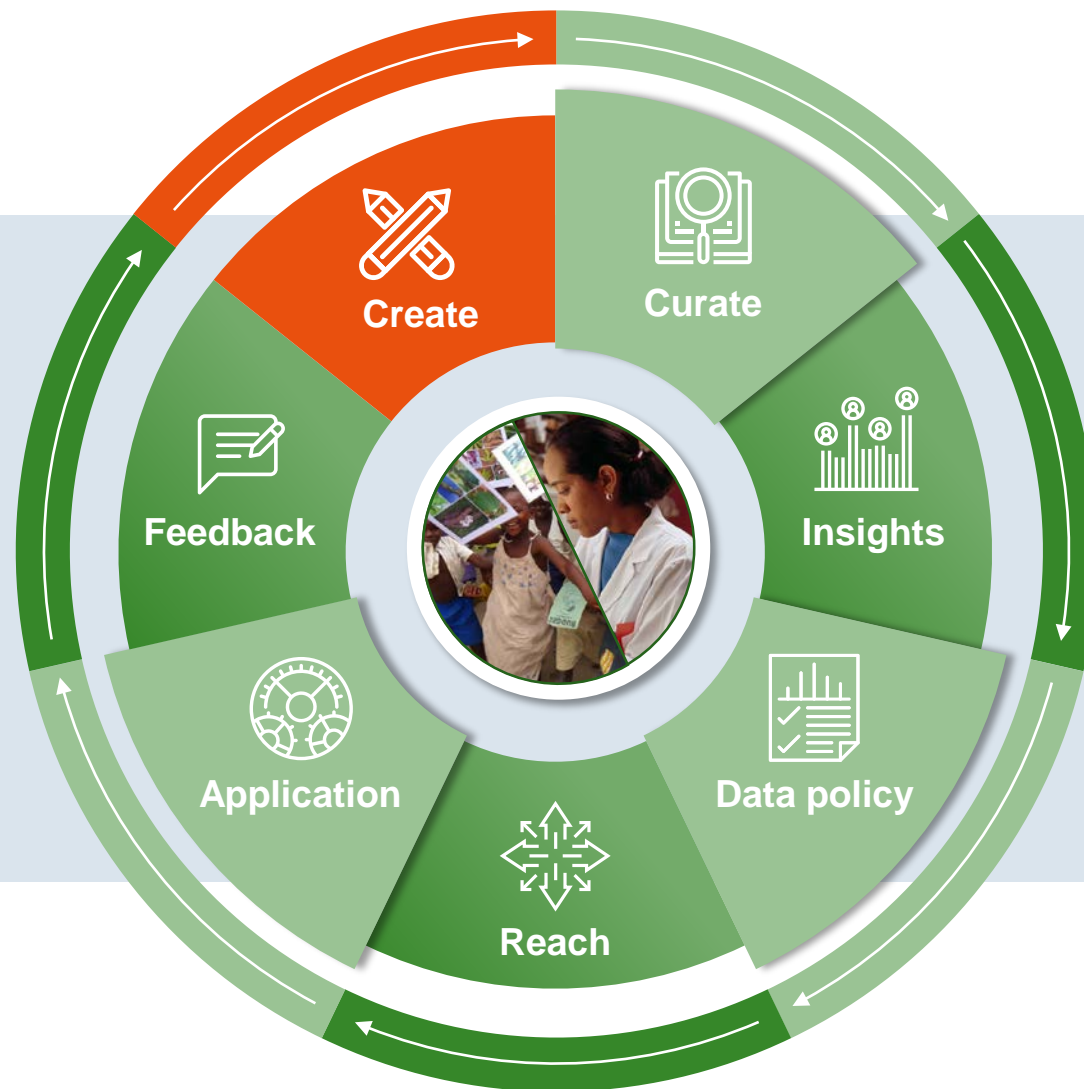 Create
Curate
Insights
Data policy
Reach
Application
Feedback